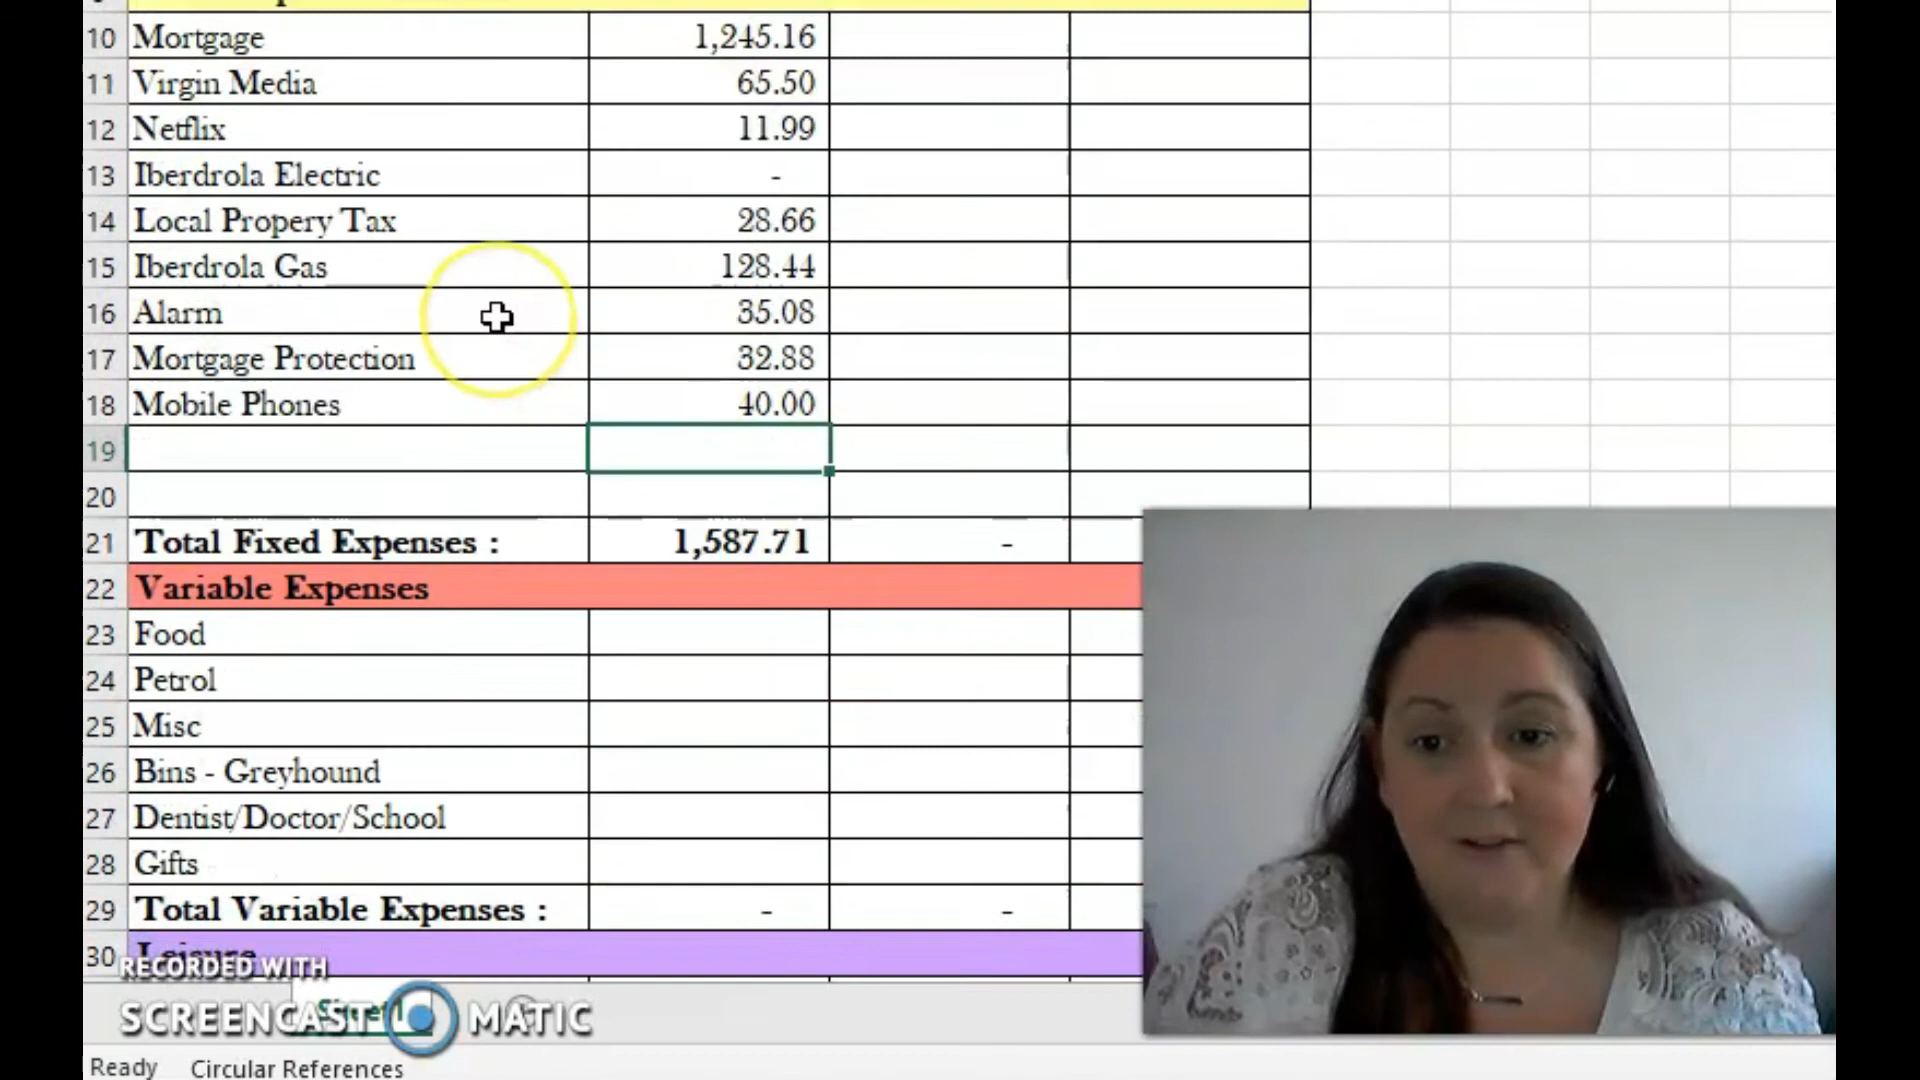 10 Mortgage 1,245.16
11 Virgin Media 65.50
12 Netflix 11.99
13 Iberdrola Electric -
14 Local Propery Tax 28.66
15 Iberdrola Gas 128.44
16 Alarm 35.08
17 Mortgage Protection 32.88
18 Mobile Phones 40.00
19
20
21 Total Fixed Expenses : 1,587.71 -
22 Variable Expenses
23 Food
24 Petrol
25 Misc
26 Bins - Greyhound
27 Dentist/Doctor/School
28 Gifts
29 Total Variable Expenses : - -
30 Leisure
RECORDED WITH
SCREENCAST MATIC
Ready Circular References